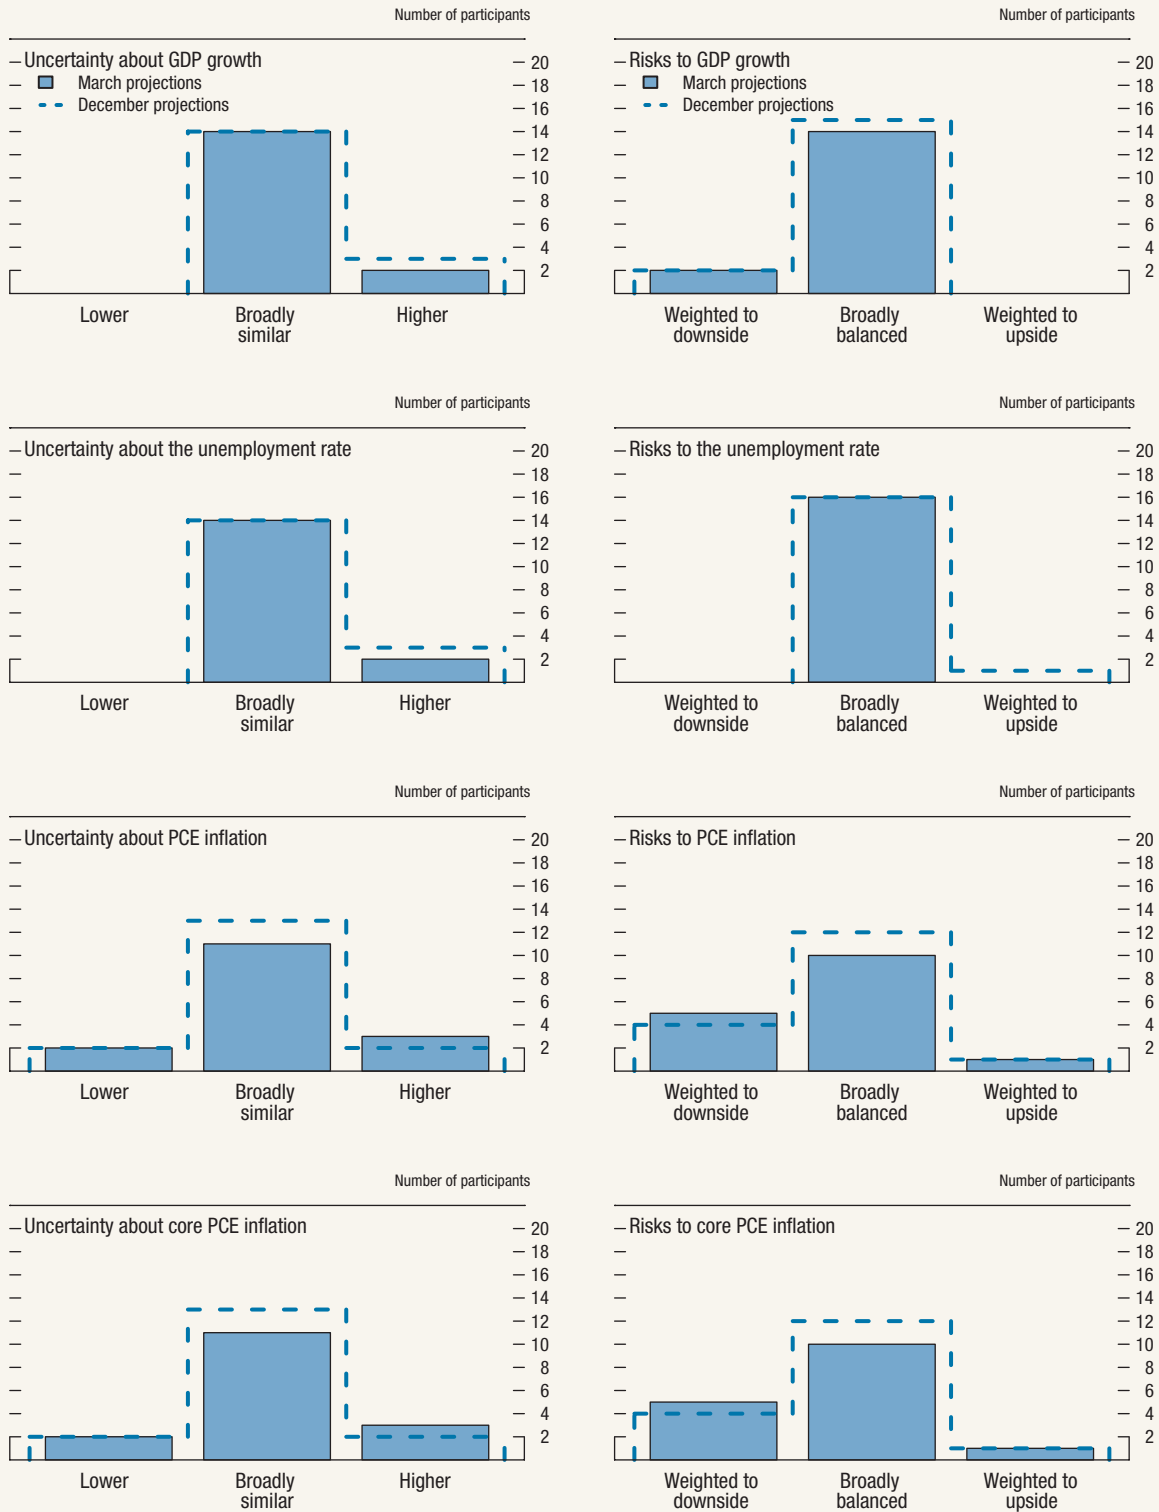 Number of participants
Uncertainty about GDP growth
March projections
December projections
20
18
16
14
12
10
8
6
4
2
Lower
Broadly
similar
Higher
Number of participants
Risks to GDP growth
March projections
December projections
20
18
16
14
12
10
8
6
4
2
Weighted to
downside
Broadly
balanced
Weighted to
upside
Number of participants
Uncertainty about the unemployment rate
20
18
16
14
12
10
8
6
4
2
Lower
Broadly
similar
Higher
Number of participants
Risks to the unemployment rate
20
18
16
14
12
10
8
6
4
2
Weighted to
downside
Broadly
balanced
Weighted to
upside
Number of participants
Uncertainty about PCE inflation
20
18
16
14
12
10
8
6
4
2
Lower
Broadly
similar
Higher
Number of participants
Risks to PCE inflation
20
18
16
14
12
10
8
6
4
2
Weighted to
downside
Broadly
balanced
Weighted to
upside
Number of participants
Uncertainty about core PCE inflation
20
18
16
14
12
10
8
6
4
2
Lower
Broadly
similar
Higher
Number of participants
Risks to core PCE inflation
20
18
16
14
12
10
8
6
4
2
Weighted to
downside
Broadly
balanced
Weighted to
upside